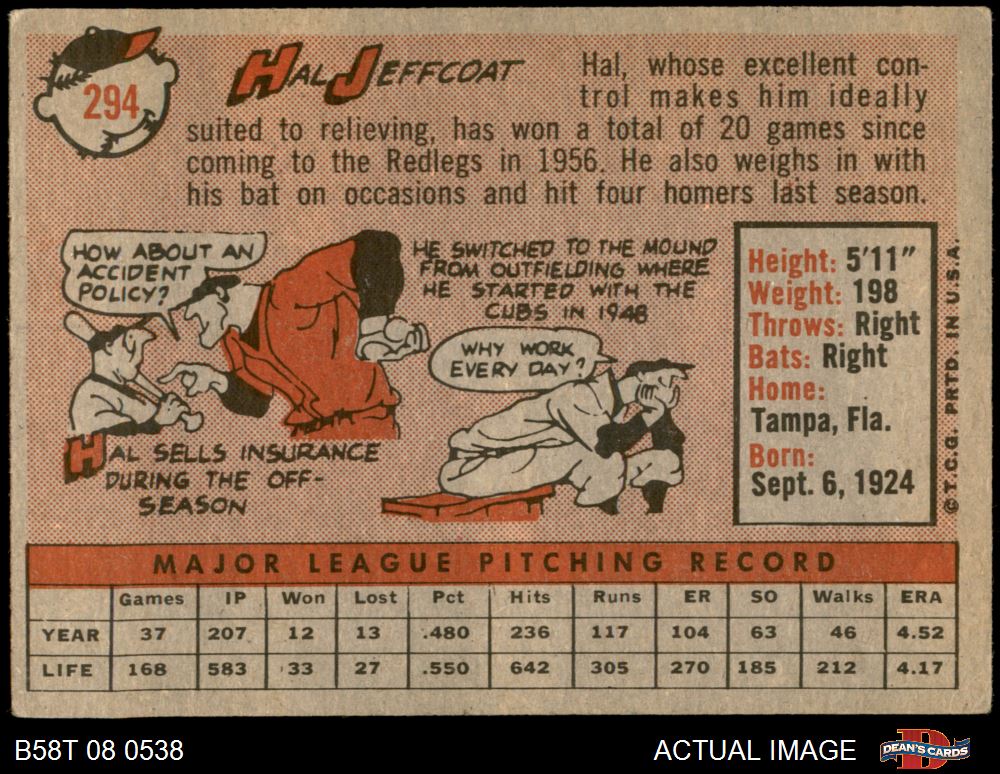 294
HAL JEFFCOAT
Hal, whose excellent con-
trol makes him ideally
suited to relieving, has won a total of 20 games since
coming to the Redlegs in 1956. He also weighs in with
his bat on occasions and hit four homers last season.
HOW ABOUT AN
ACCIDENT
POLICY?
HAL SELLS INSURANCE
DURING THE OFF-
SEASON
HE SWITCHED TO THE MOUND
FROM OUTFIELDING WHERE
HE STARTED WITH THE
CUBS IN 1948
WHY WORK
EVERY DAY?
Height: 5'11"
Weight: 198
Throws: Right
Bats: Right
Home:
Tampa, Fla.
Born:
Sept. 6, 1924
© T.C.G. PRTD. IN U.S.A.
MAJOR LEAGUE PITCHING RECORD
Games IP Won Lost Pct Hits Runs ER SO Walks ERA
YEAR 37 207 12 13 .480 236 117 104 63 46 4.52
LIFE 168 583 33 27 .550 642 305 270 185 212 4.17
B58T 08 0538
ACTUAL IMAGE
DEAN'S CARDS